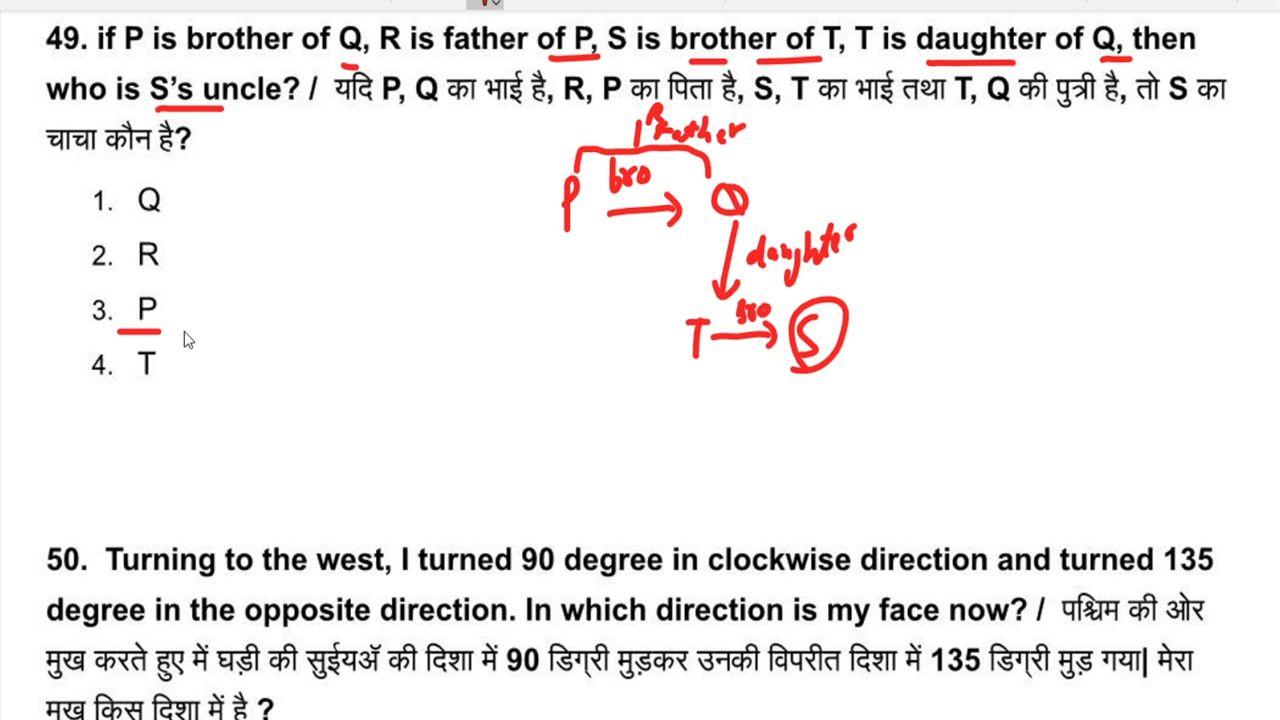 49. if P is brother of Q, R is father of P, S is brother of T, T is daughter of Q, then
who is S's uncle? / यदि P, Q का भाई है, R, P का पिता है, S, T का भाई तथा T, Q की पुत्री है, तो S का
चाचा कौन है?
R Father
1. Q
P bro Q
2. R
daughter
3. P
bro
T S
4. T
50. Turning to the west, I turned 90 degree in clockwise direction and turned 135
degree in the opposite direction. In which direction is my face now? / पश्चिम की ओर
मुख करते हुए में घड़ी की सुईयअॅ की दिशा में 90 डिग्री मुड़कर उनकी विपरीत दिशा में 135 डिग्री मुड़ गया| मेरा
मुख किस दिशा में है ?